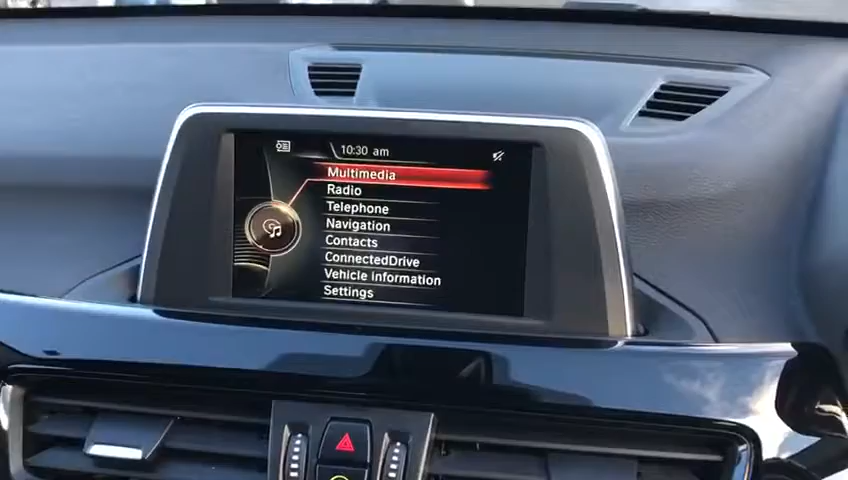 10:30 am
Multimedia
Radio
Telephone
Navigation
Contacts
ConnectedDrive
Vehicle information
Settings